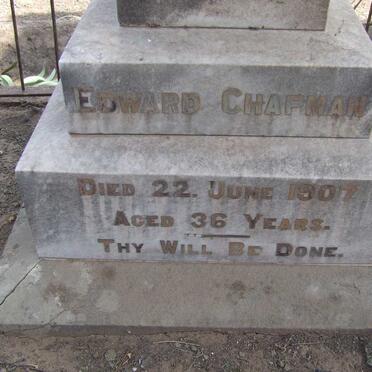 EDWARD CHAPMAN
DIED 22. JUNE 1907
AGED 36 YEARS.
THY WILL BE DONE.